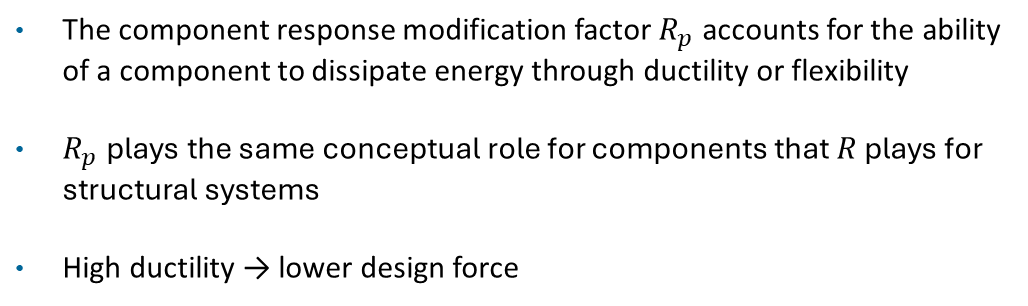 • The component response modification factor Rₚ accounts for the ability
of a component to dissipate energy through ductility or flexibility
• Rₚ plays the same conceptual role for components that R plays for
structural systems
• High ductility → lower design force